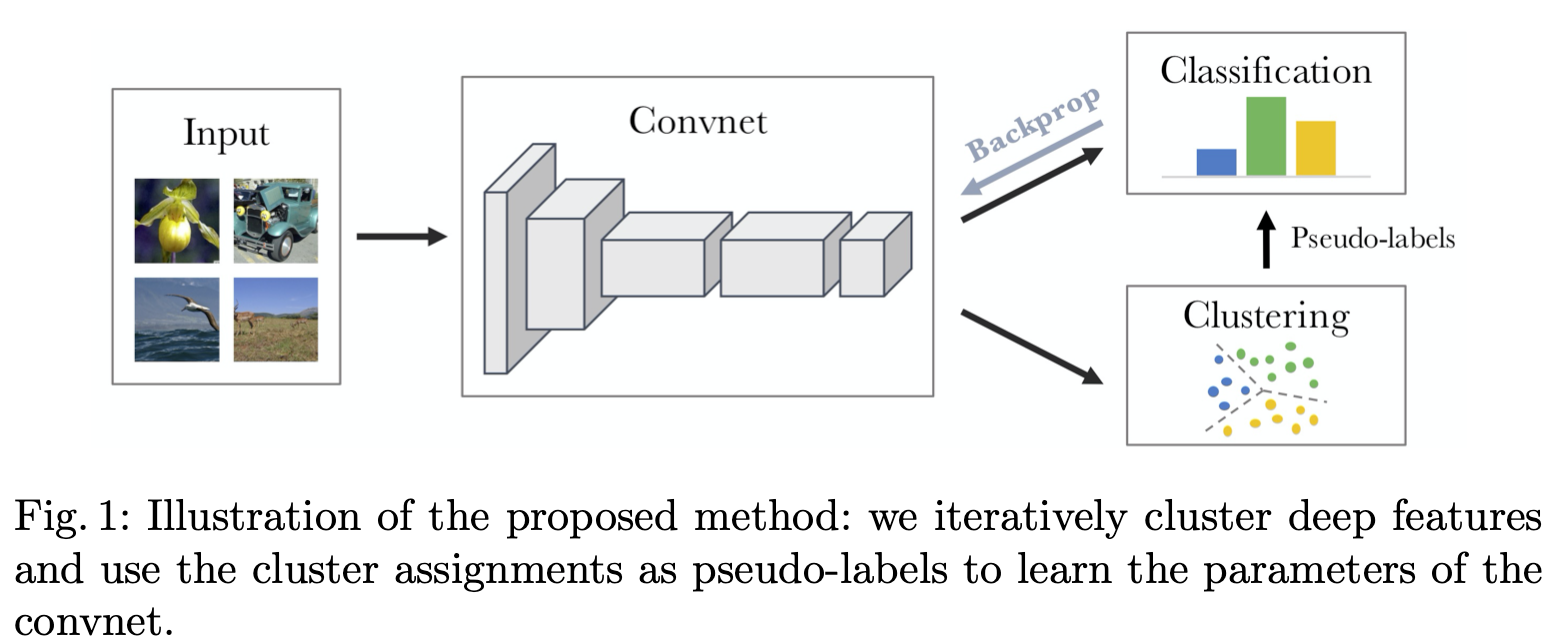 Input
Convnet
Backprop
Classification
Pseudo-labels
Clustering
Fig. 1: Illustration of the proposed method: we iteratively cluster deep features
and use the cluster assignments as pseudo-labels to learn the parameters of the
convnet.